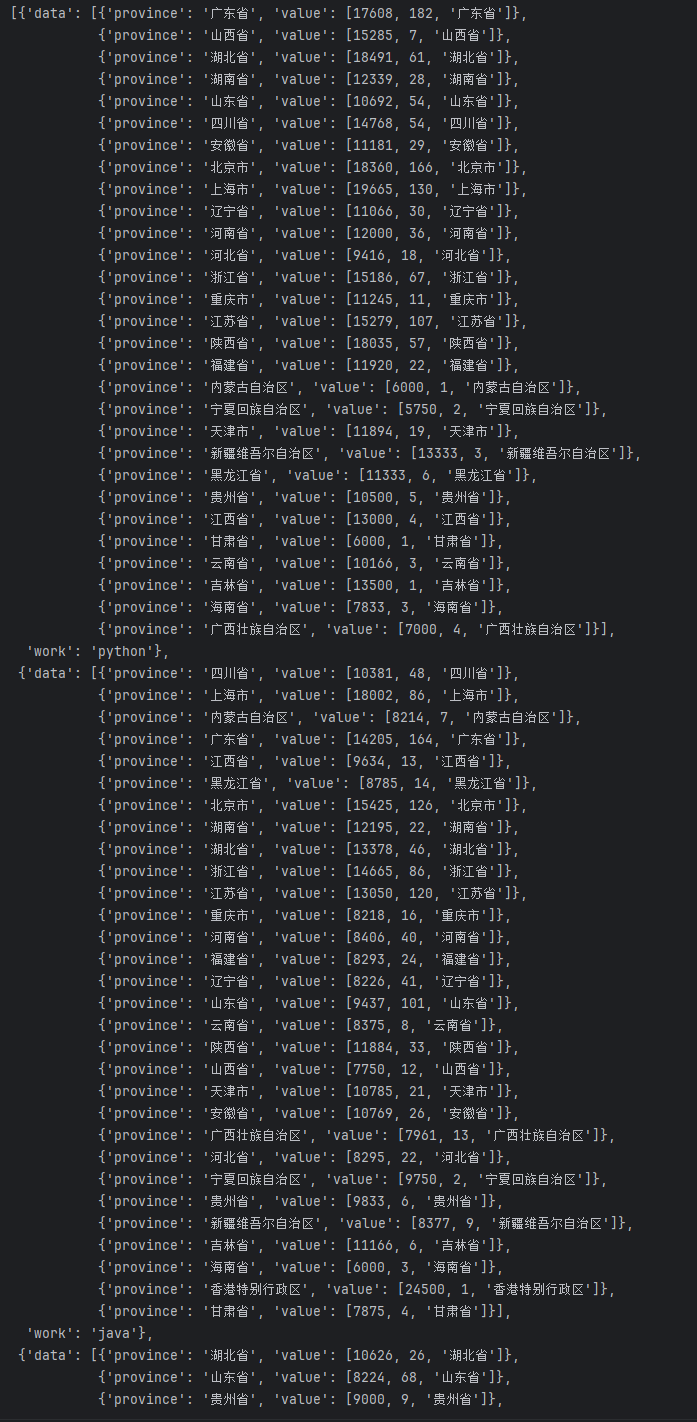 [{'data': [{'province': '广东省', 'value': [17608, 182, '广东省']},
{'province': '山西省', 'value': [15285, 7, '山西省']},
{'province': '湖北省', 'value': [18491, 61, '湖北省']},
{'province': '湖南省', 'value': [12339, 28, '湖南省']},
{'province': '山东省', 'value': [10692, 54, '山东省']},
{'province': '四川省', 'value': [14768, 54, '四川省']},
{'province': '安徽省', 'value': [11181, 29, '安徽省']},
{'province': '北京市', 'value': [18360, 166, '北京市']},
{'province': '上海市', 'value': [19665, 130, '上海市']},
{'province': '辽宁省', 'value': [11066, 30, '辽宁省']},
{'province': '河南省', 'value': [12000, 36, '河南省']},
{'province': '河北省', 'value': [9416, 18, '河北省']},
{'province': '浙江省', 'value': [15186, 67, '浙江省']},
{'province': '重庆市', 'value': [11245, 11, '重庆市']},
{'province': '江苏省', 'value': [15279, 107, '江苏省']},
{'province': '陕西省', 'value': [18035, 57, '陕西省']},
{'province': '福建省', 'value': [11920, 22, '福建省']},
{'province': '内蒙古自治区', 'value': [6000, 1, '内蒙古自治区']},
{'province': '宁夏回族自治区', 'value': [5750, 2, '宁夏回族自治区']},
{'province': '天津市', 'value': [11894, 19, '天津市']},
{'province': '新疆维吾尔自治区', 'value': [13333, 3, '新疆维吾尔自治区']},
{'province': '黑龙江省', 'value': [11333, 6, '黑龙江省']},
{'province': '贵州省', 'value': [10500, 5, '贵州省']},
{'province': '江西省', 'value': [13000, 4, '江西省']},
{'province': '甘肃省', 'value': [6000, 1, '甘肃省']},
{'province': '云南省', 'value': [10166, 3, '云南省']},
{'province': '吉林省', 'value': [13500, 1, '吉林省']},
{'province': '海南省', 'value': [7833, 3, '海南省']},
{'province': '广西壮族自治区', 'value': [7000, 4, '广西壮族自治区']}],
'work': 'python'},
{'data': [{'province': '四川省', 'value': [10381, 48, '四川省']},
{'province': '上海市', 'value': [18002, 86, '上海市']},
{'province': '内蒙古自治区', 'value': [8214, 7, '内蒙古自治区']},
{'province': '广东省', 'value': [14205, 164, '广东省']},
{'province': '江西省', 'value': [9634, 13, '江西省']},
{'province': '黑龙江省', 'value': [8785, 14, '黑龙江省']},
{'province': '北京市', 'value': [15425, 126, '北京市']},
{'province': '湖南省', 'value': [12195, 22, '湖南省']},
{'province': '湖北省', 'value': [13378, 46, '湖北省']},
{'province': '浙江省', 'value': [14665, 86, '浙江省']},
{'province': '江苏省', 'value': [13050, 120, '江苏省']},
{'province': '重庆市', 'value': [8218, 16, '重庆市']},
{'province': '河南省', 'value': [8406, 40, '河南省']},
{'province': '福建省', 'value': [8293, 24, '福建省']},
{'province': '辽宁省', 'value': [8226, 41, '辽宁省']},
{'province': '山东省', 'value': [9437, 101, '山东省']},
{'province': '云南省', 'value': [8375, 8, '云南省']},
{'province': '陕西省', 'value': [11884, 33, '陕西省']},
{'province': '山西省', 'value': [7750, 12, '山西省']},
{'province': '天津市', 'value': [10785, 21, '天津市']},
{'province': '安徽省', 'value': [10769, 26, '安徽省']},
{'province': '广西壮族自治区', 'value': [7961, 13, '广西壮族自治区']},
{'province': '河北省', 'value': [8295, 22, '河北省']},
{'province': '宁夏回族自治区', 'value': [9750, 2, '宁夏回族自治区']},
{'province': '贵州省', 'value': [9833, 6, '贵州省']},
{'province': '新疆维吾尔自治区', 'value': [8377, 9, '新疆维吾尔自治区']},
{'province': '吉林省', 'value': [11166, 6, '吉林省']},
{'province': '海南省', 'value': [6000, 3, '海南省']},
{'province': '香港特别行政区', 'value': [24500, 1, '香港特别行政区']},
{'province': '甘肃省', 'value': [7875, 4, '甘肃省']}],
'work': 'java'},
{'data': [{'province': '湖北省', 'value': [10626, 26, '湖北省']},
{'province': '山东省', 'value': [8224, 68, '山东省']},
{'province': '贵州省', 'value': [9000, 9, '贵州省']},